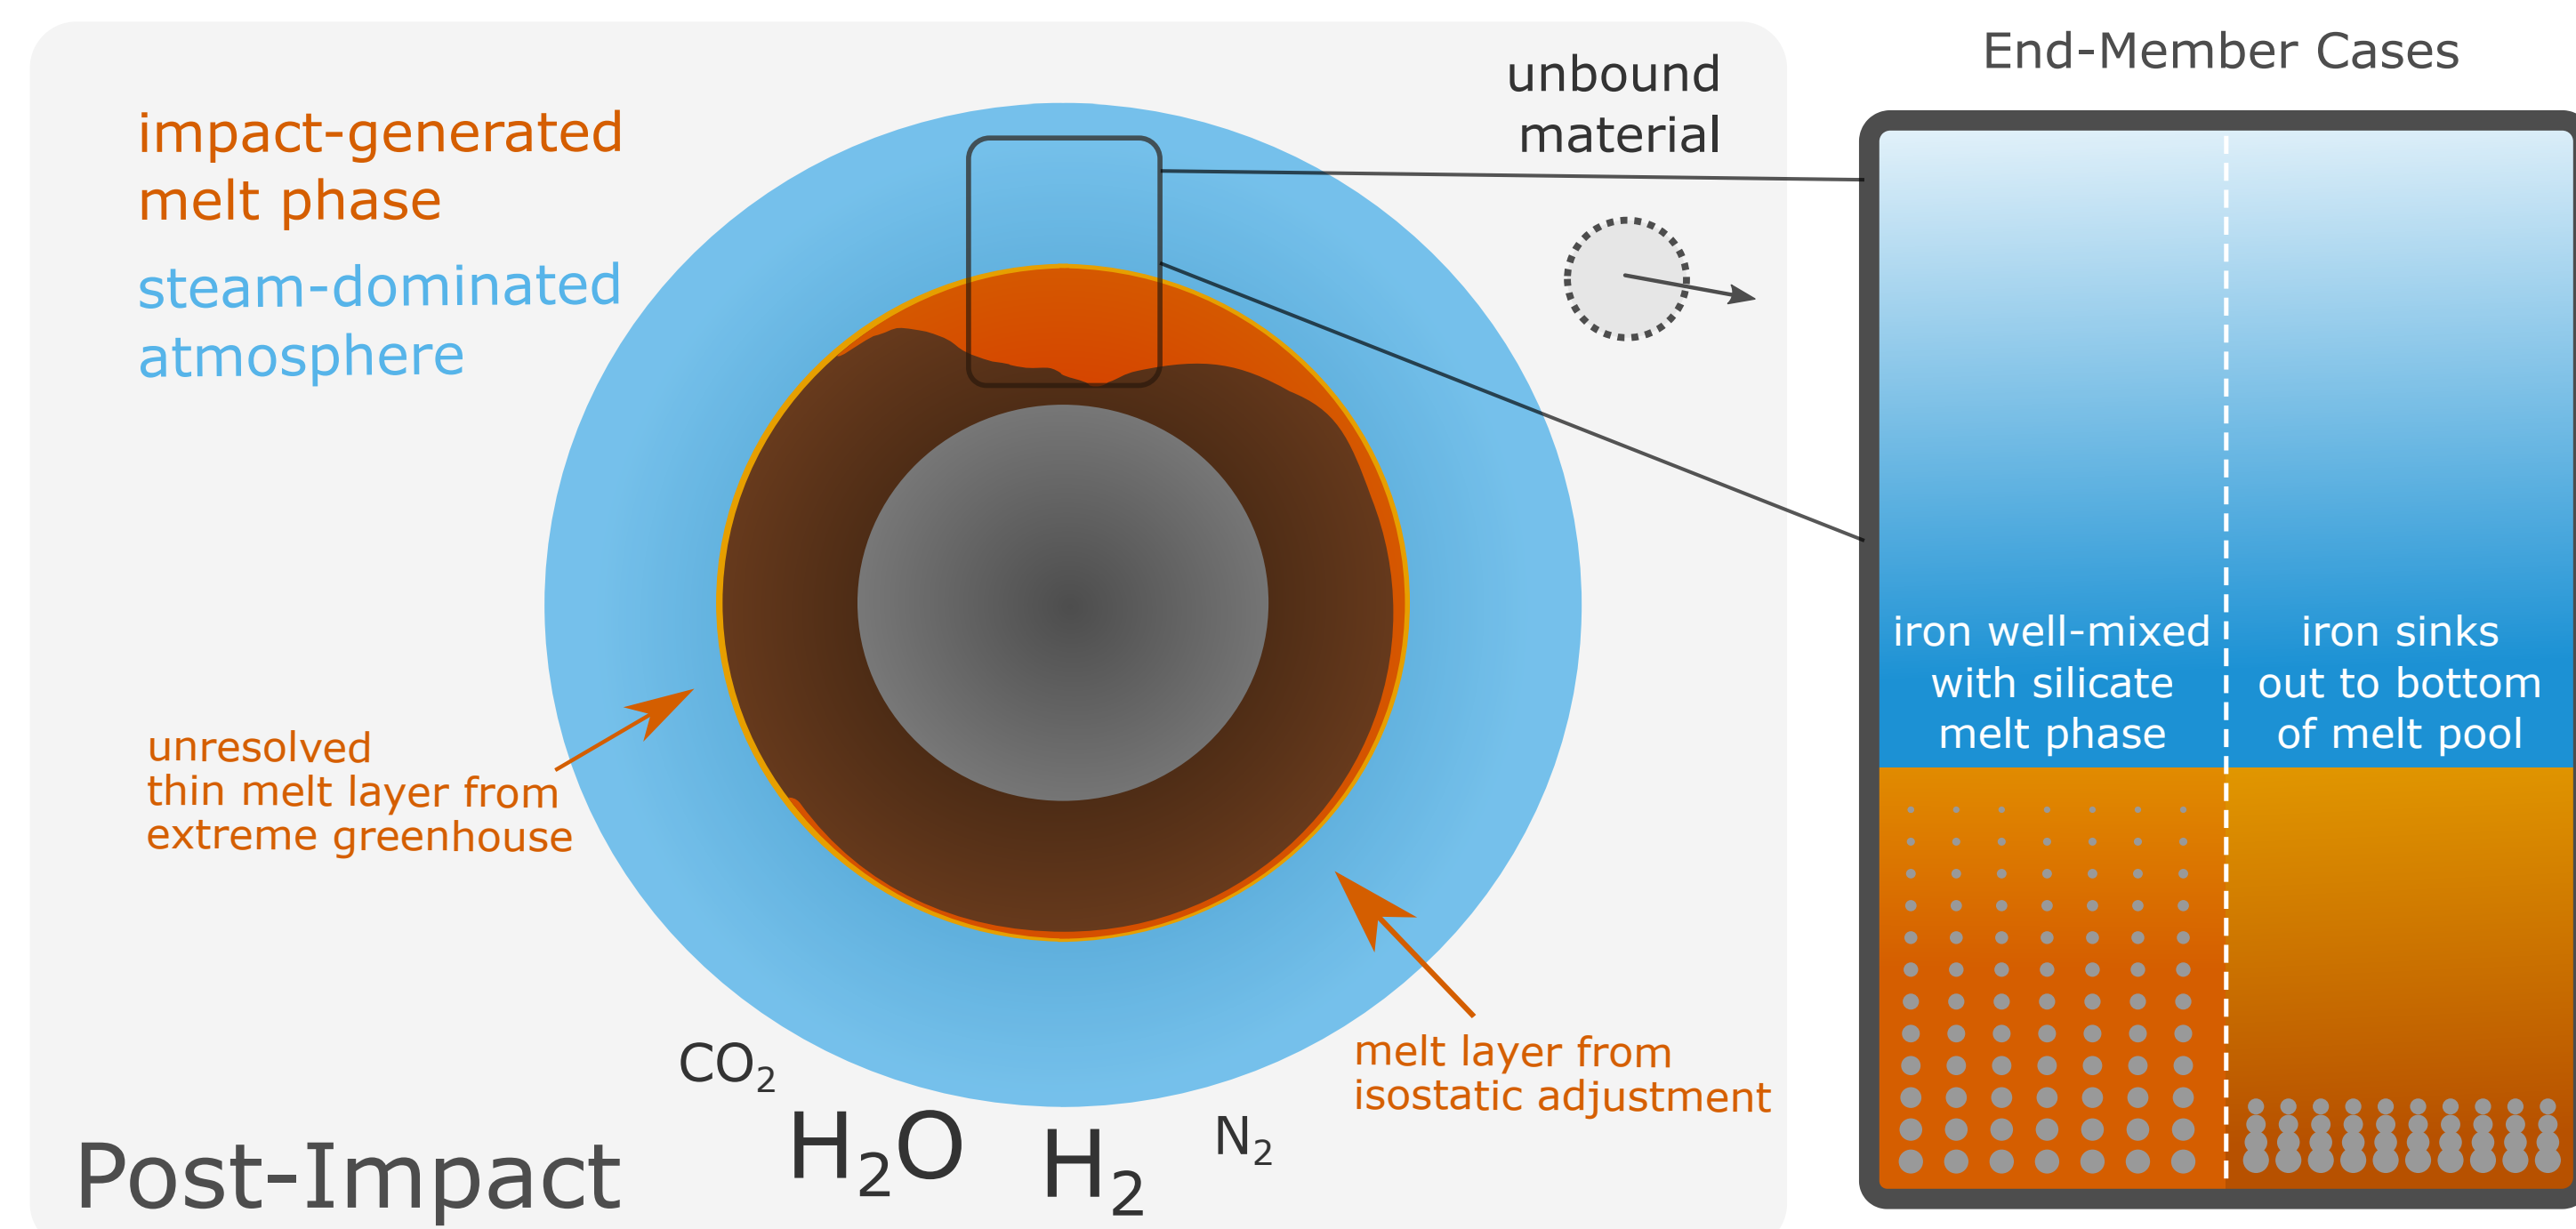 impact-generated
melt phase
steam-dominated
atmosphere
unbound
material
unresolved
thin melt layer from
extreme greenhouse
melt layer from
isostatic adjustment
CO₂
H₂O
H₂
N₂
Post-Impact
End-Member Cases
iron well-mixed
with silicate
melt phase
iron sinks
out to bottom
of melt pool